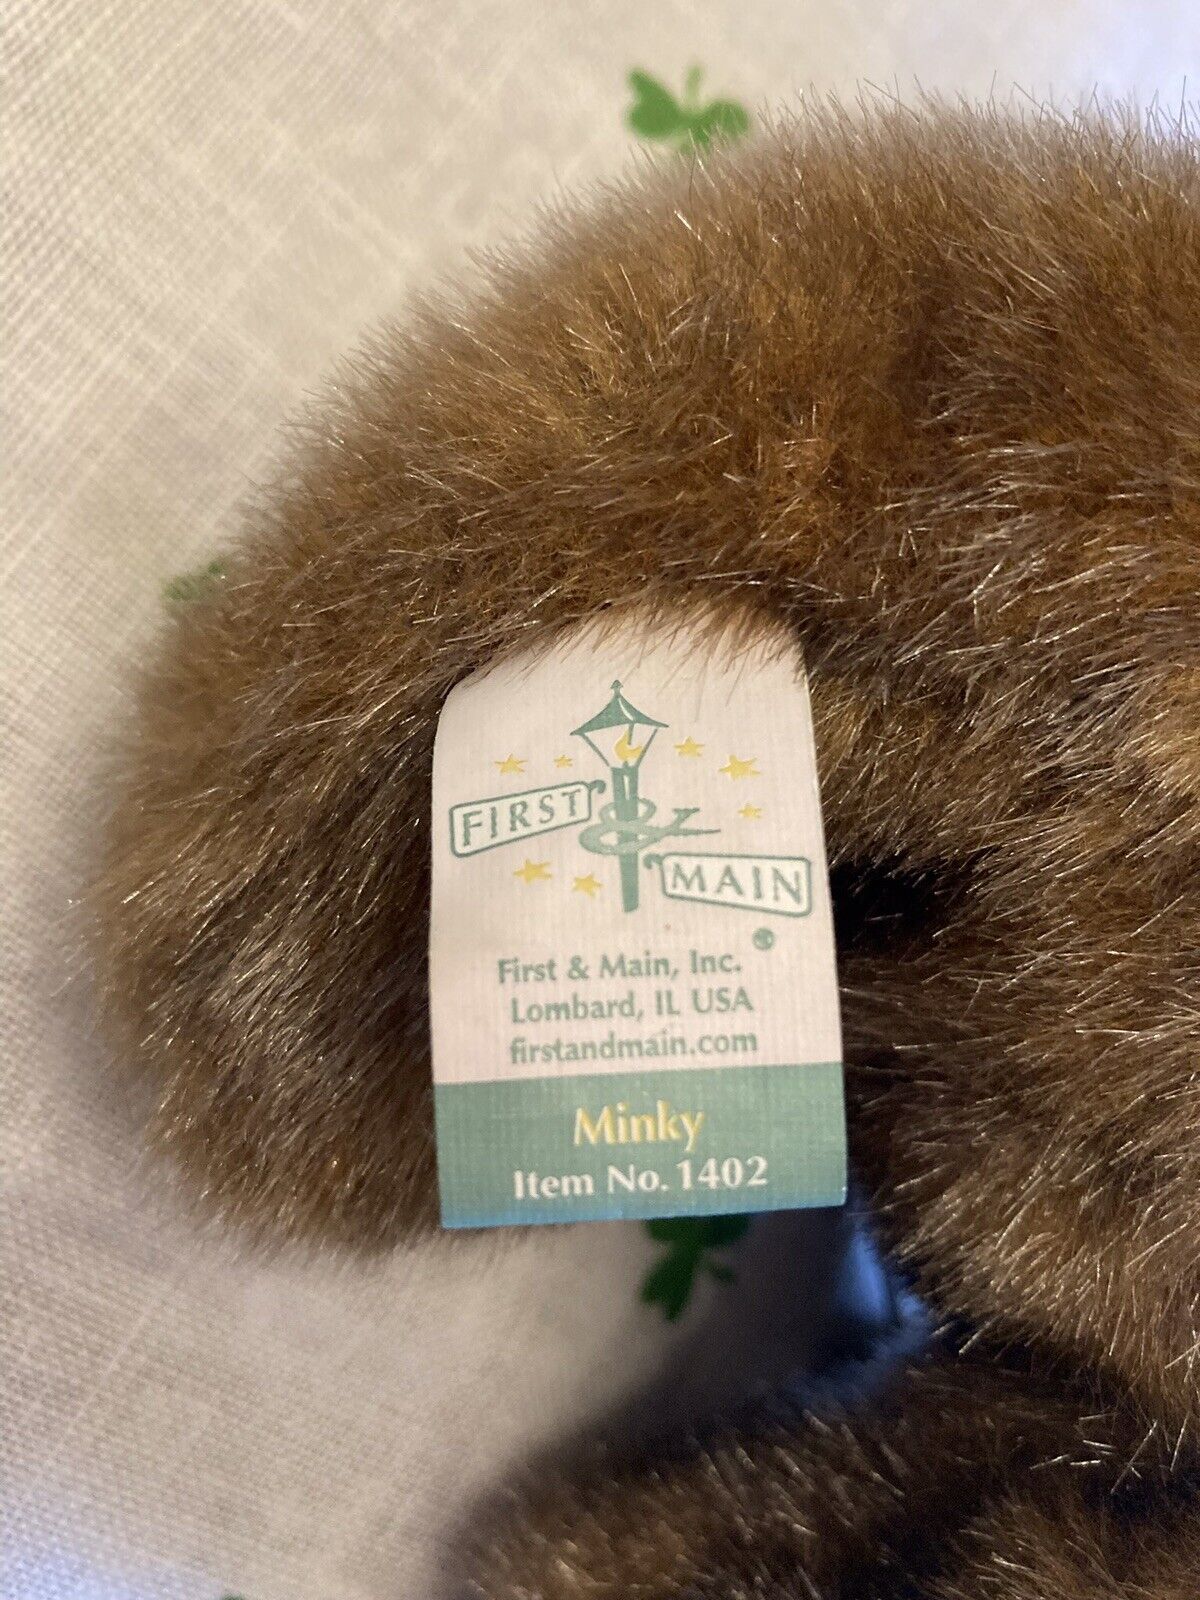 FIRST
&
MAIN
®
First & Main, Inc.
Lombard, IL USA
firstandmain.com
Minky
Item No. 1402